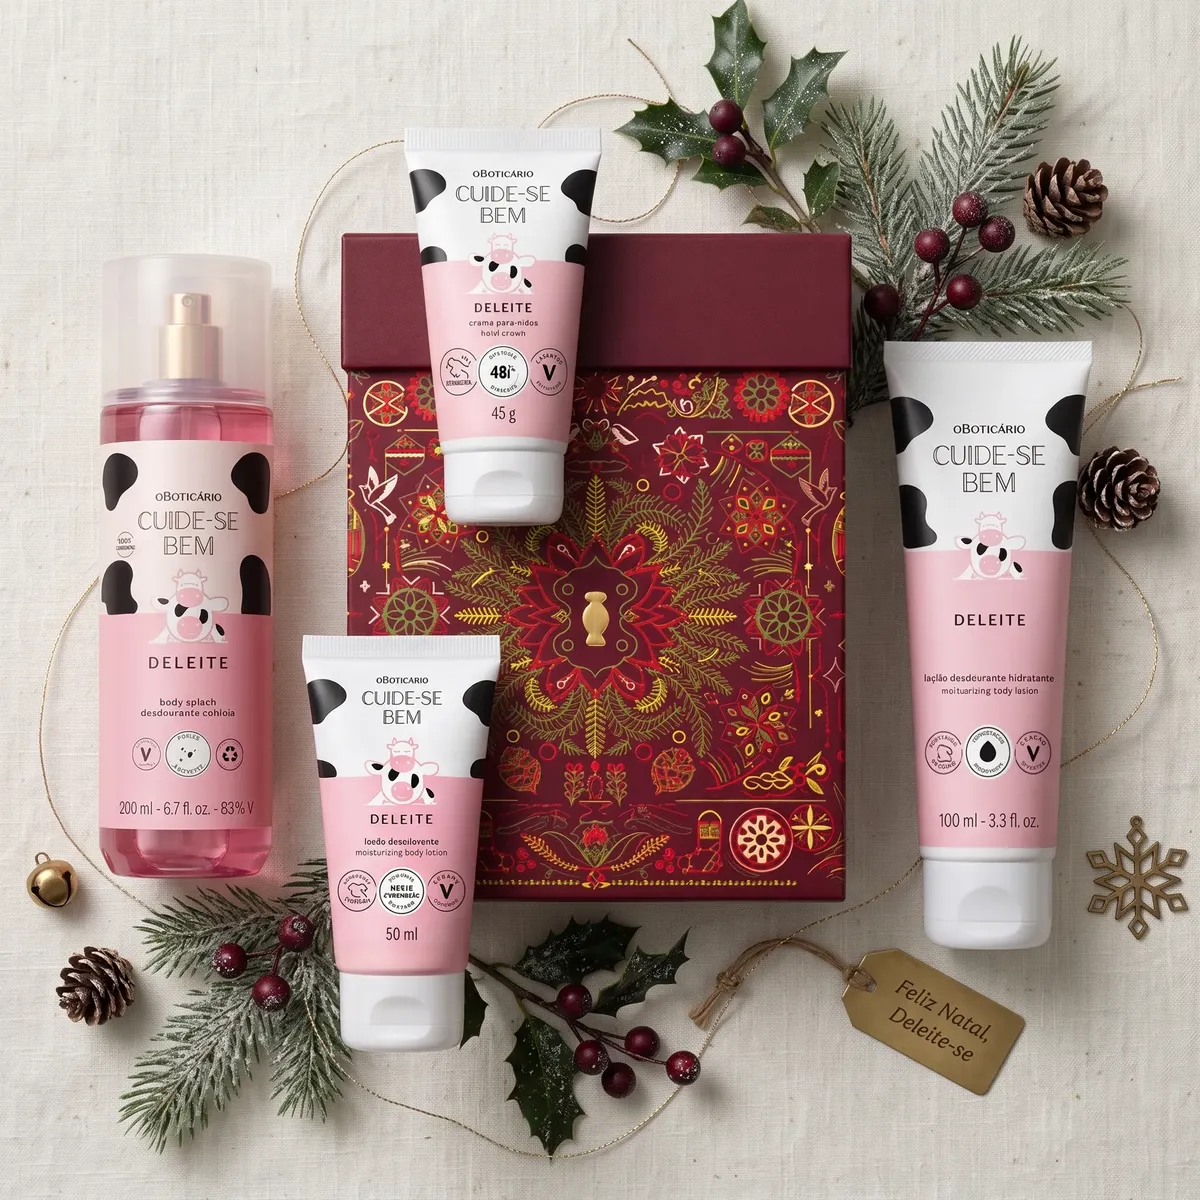 oBOTICÁRIO
CUIDE-SE
BEM
DELEITE
crama para-nidos
holvl crown
48h
V
45 g
oBOTICÁRIO
CUIDE-SE
BEM
DELEITE
body splach
desdourante cohloia
V
200 ml - 6.7 fl. oz. - 83% V
oBOTICARIO
CUIDE-SE
BEM
DELEITE
loeđo desoilovente
moisturizing body lotion
V
50 ml
oBOTICÁRIO
CUIDE-SE
BEM
DELEITE
lação desdeurante hidratante
moituarizing tody lasion
V
100 ml - 3.3 fl. oz.
Feliz Natal,
Deleite-se